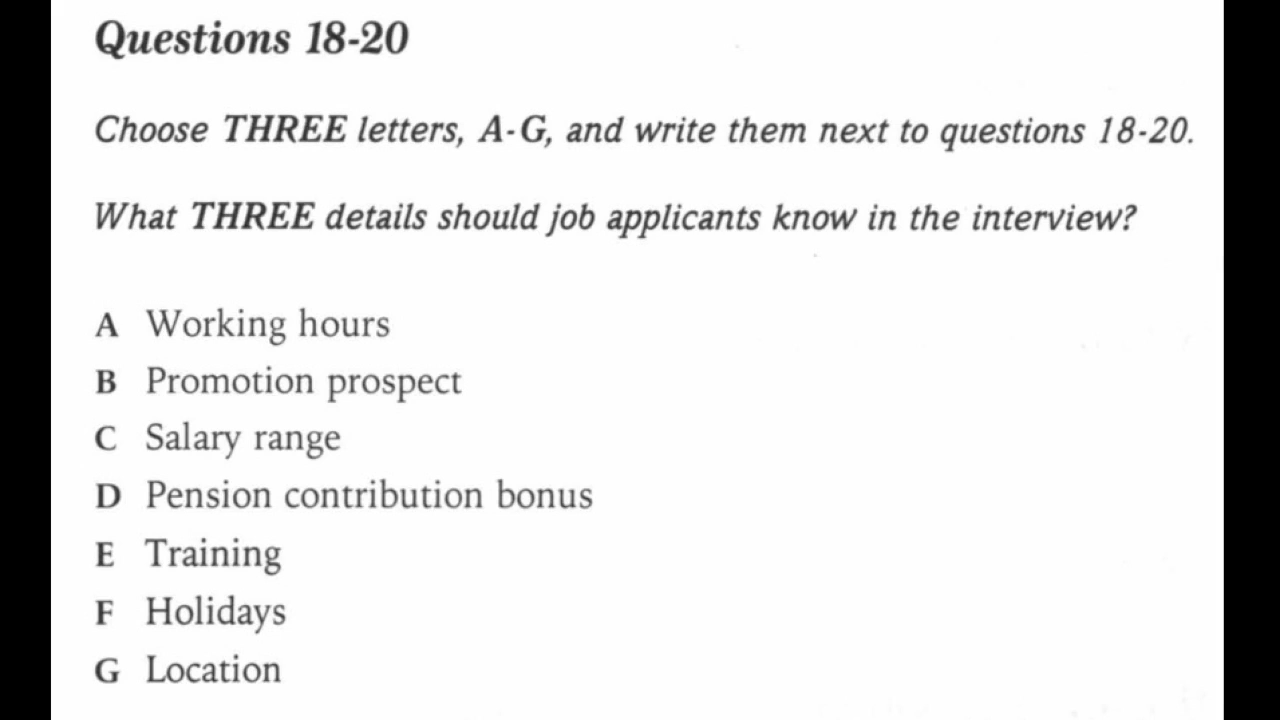 Questions 18-20
Choose THREE letters, A-G, and write them next to questions 18-20.
What THREE details should job applicants know in the interview?
A Working hours
B Promotion prospect
C Salary range
D Pension contribution bonus
E Training
F Holidays
G Location